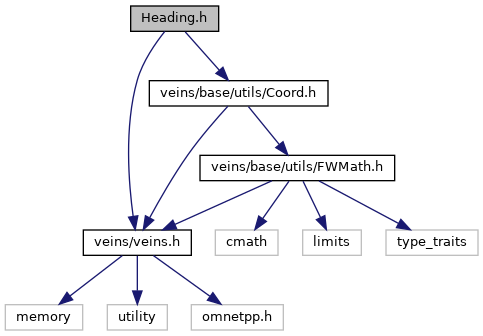 Heading.h
veins/base/utils/Coord.h
veins/base/utils/FWMath.h
veins/veins.h
cmath
limits
type_traits
memory
utility
omnetpp.h